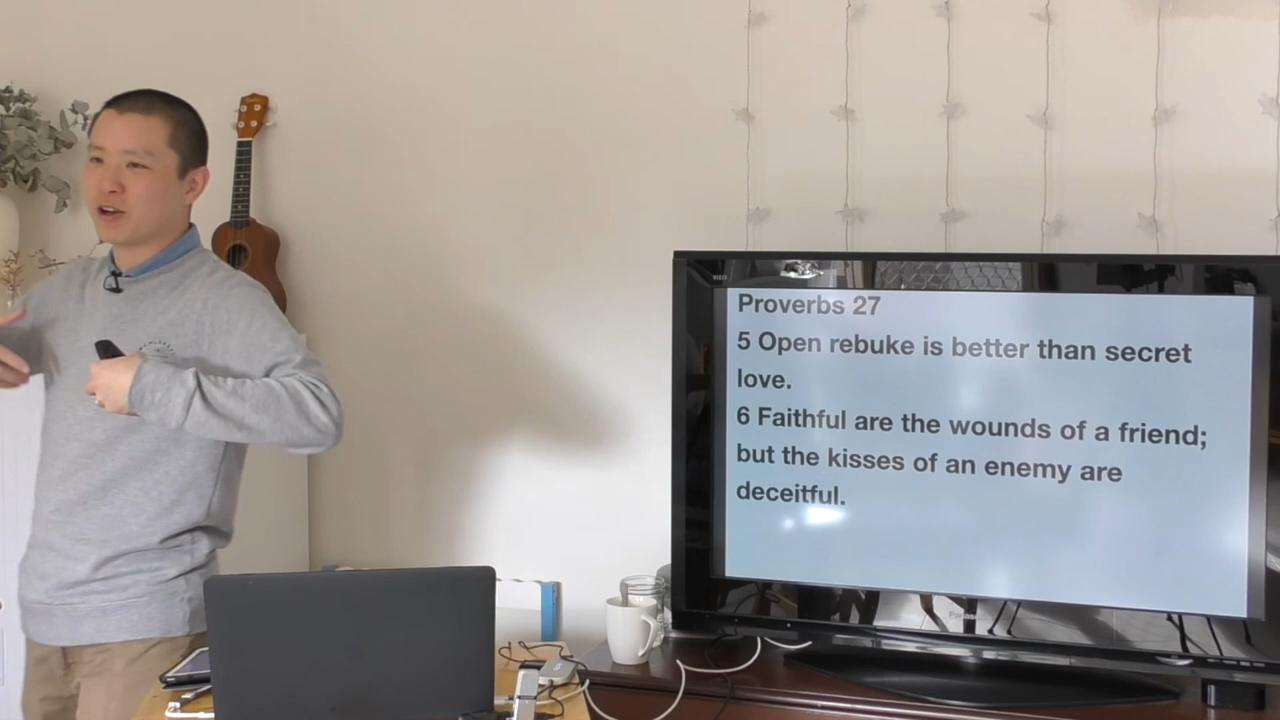 Proverbs 27
5 Open rebuke is better than secret
love.
6 Faithful are the wounds of a friend;
but the kisses of an enemy are
deceitful.
Panasonic